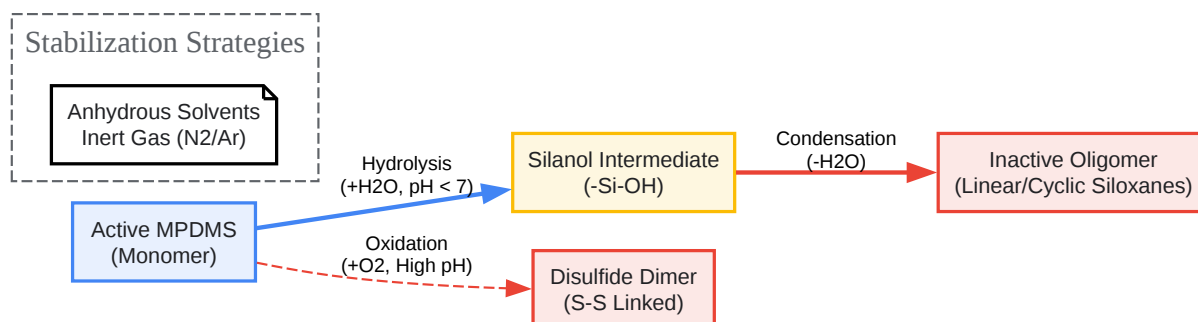 Stabilization Strategies
Anhydrous Solvents
Inert Gas (N2/Ar)
Active MPDMS
(Monomer)
Hydrolysis
(+H2O, pH < 7)
Silanol Intermediate
(-Si-OH)
Condensation
(-H2O)
Inactive Oligomer
(Linear/Cyclic Siloxanes)
Oxidation
(+O2, High pH)
Disulfide Dimer
(S-S Linked)